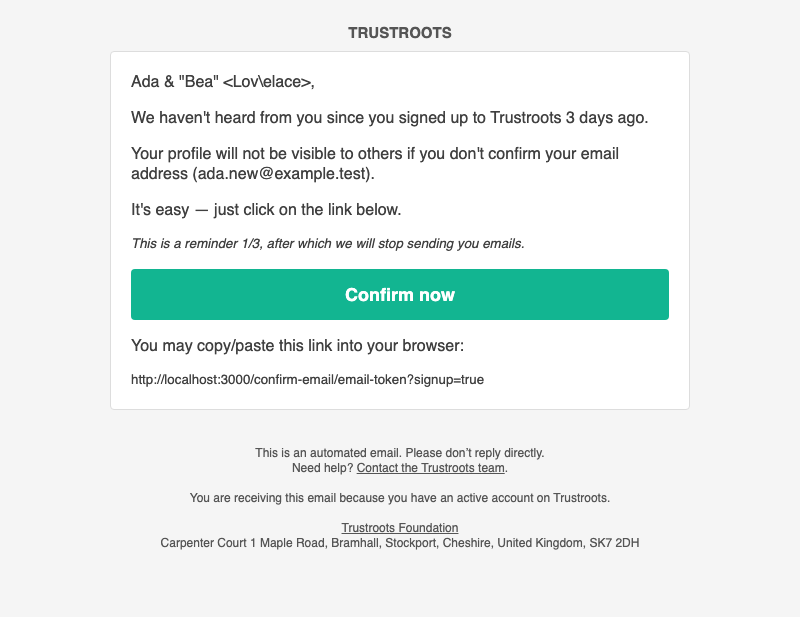 TRUSTROOTS
Ada & "Bea" <Lov\elace>,
We haven't heard from you since you signed up to Trustroots 3 days ago.
Your profile will not be visible to others if you don't confirm your email
address (ada.new@example.test).
It's easy — just click on the link below.
This is a reminder 1/3, after which we will stop sending you emails.
Confirm now
You may copy/paste this link into your browser:
http://localhost:3000/confirm-email/email-token?signup=true
This is an automated email. Please don’t reply directly.
Need help? Contact the Trustroots team.
You are receiving this email because you have an active account on Trustroots.
Trustroots Foundation
Carpenter Court 1 Maple Road, Bramhall, Stockport, Cheshire, United Kingdom, SK7 2DH